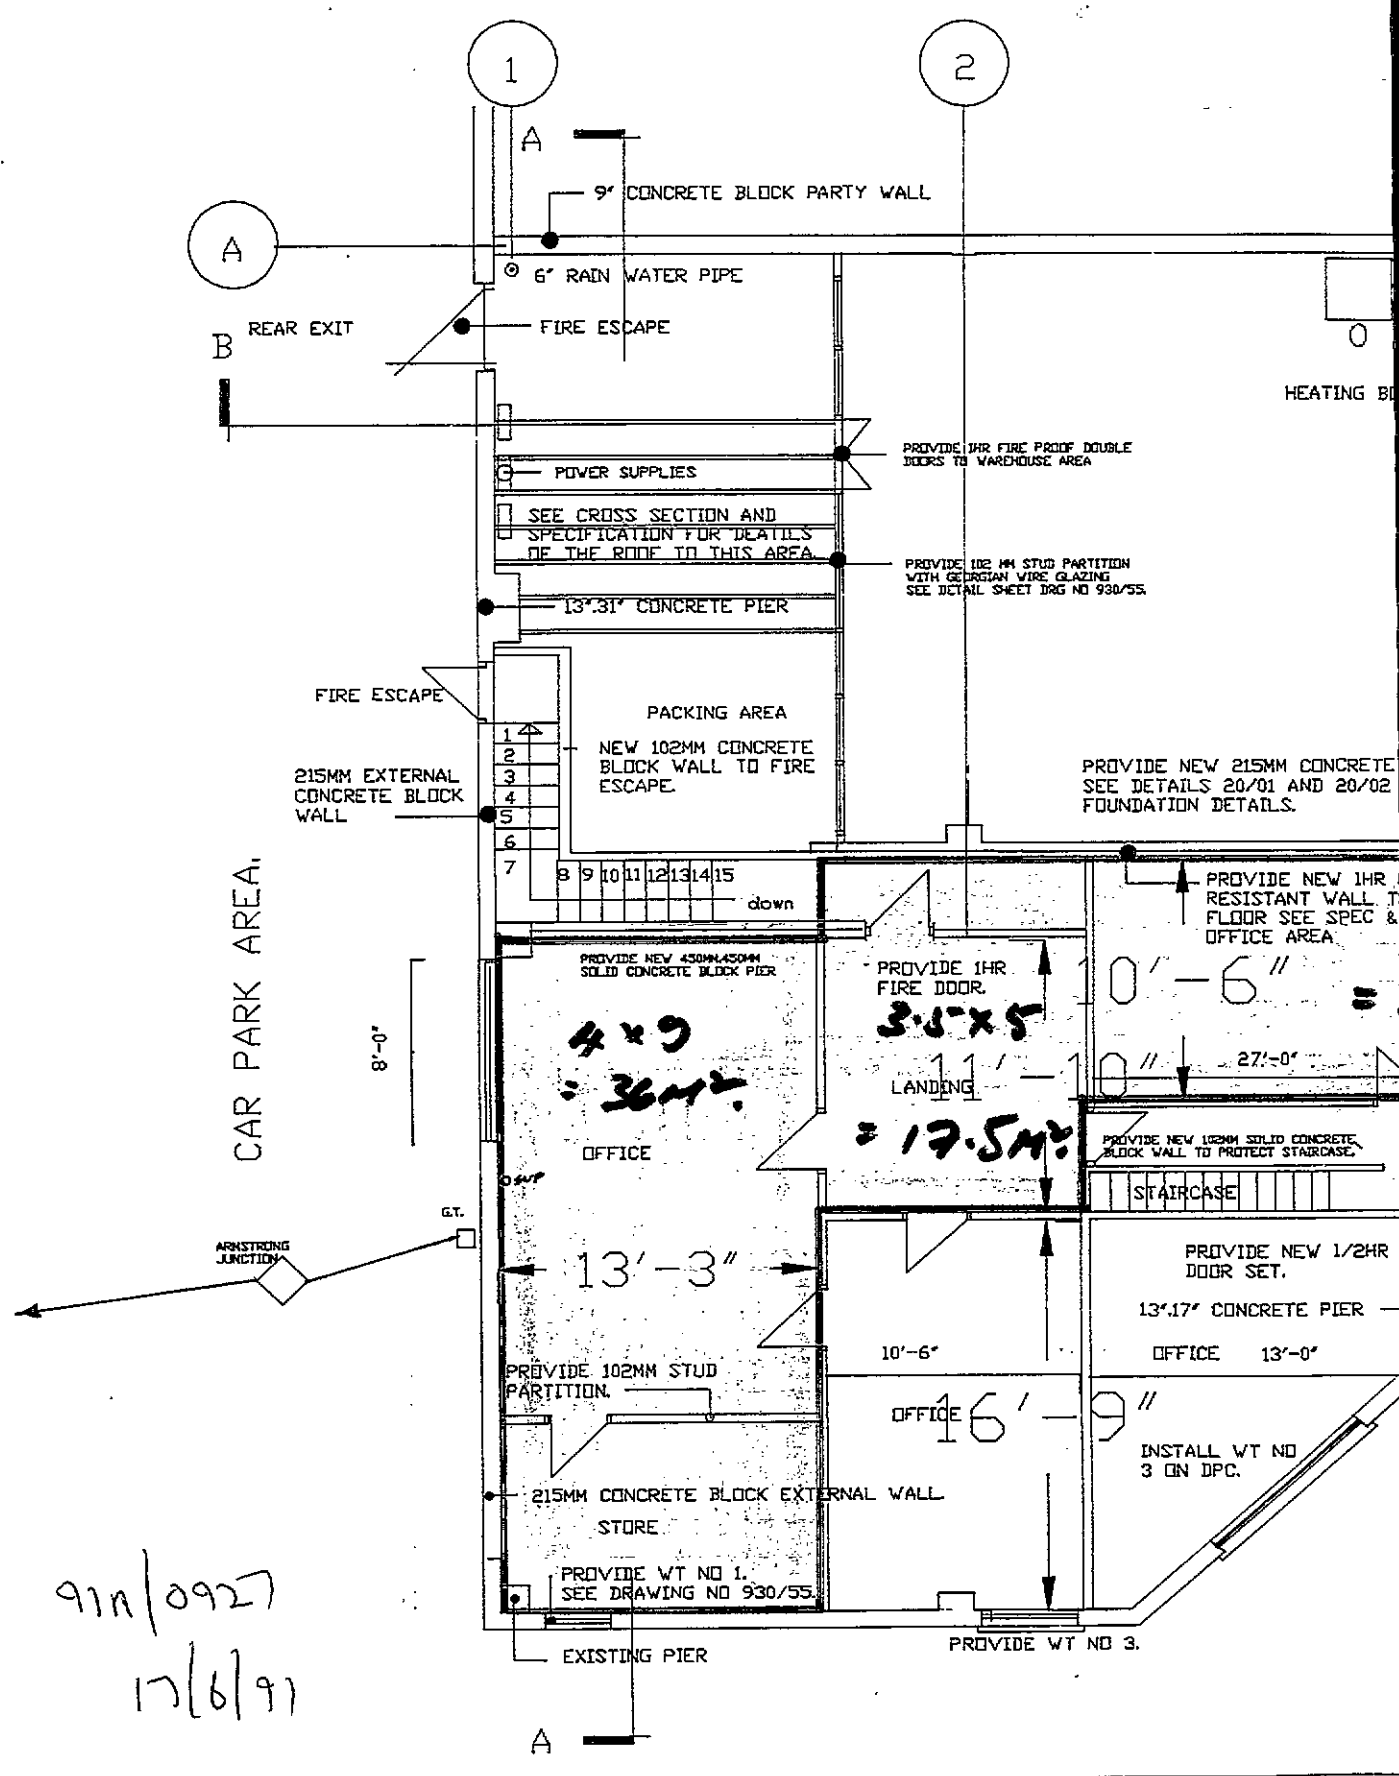 1
2
A
9" CONCRETE BLOCK PARTY WALL
A
6" RAIN WATER PIPE
REAR EXIT
FIRE ESCAPE
B
HEATING
PROVIDE 1HR FIRE PROOF DOUBLE
DOORS TO WAREHOUSE AREA
POWER SUPPLIES
SEE CROSS SECTION AND
SPECIFICATION FOR DEATILS
OF THE ROOF TO THIS AREA.
PROVIDE 102 MM STUD PARTITION
WITH GEORGIAN WIRE GLAZING
SEE DETAIL SHEET DRG NO 930/55.
13".31" CONCRETE PIER
FIRE ESCAPE
PACKING AREA
NEW 102MM CONCRETE
BLOCK WALL TO FIRE
ESCAPE.
1
2
3
4
5
6
7
8 9 10 11 12 13 14 15
down
215MM EXTERNAL
CONCRETE BLOCK
WALL
PROVIDE NEW 215MM CONCRETE
SEE DETAILS 20/01 AND 20/02
FOUNDATION DETAILS.
PROVIDE NEW 1HR
RESISTANT WALL
FLOOR SEE SPEC &
OFFICE AREA
CAR PARK AREA.
8'-0"
PROVIDE NEW 450MM.450MM
SOLID CONCRETE BLOCK PIER
PROVIDE 1HR
FIRE DOOR.
10'-6"
=
4 x 9
= 36M².
3.5 x 5
= 17.5M².
11'-10"
27'-0"
LANDING
OFFICE
PROVIDE NEW 102MM SOLID CONCRETE
BLOCK WALL TO PROTECT STAIRCASE.
STAIRCASE
G.T.
ARMSTRONG
JUNCTION
13'-3"
PROVIDE NEW 1/2HR
DOOR SET.
13".17" CONCRETE PIER
10'-6"
OFFICE 13'-0"
PROVIDE 102MM STUD
PARTITION.
OFFICE
16'-9"
INSTALL WT NO
3 ON DPC.
215MM CONCRETE BLOCK EXTERNAL WALL.
STORE.
PROVIDE WT NO 1.
SEE DRAWING NO 930/55.
EXISTING PIER
PROVIDE WT NO 3.
91A/0927
17/6/91
A